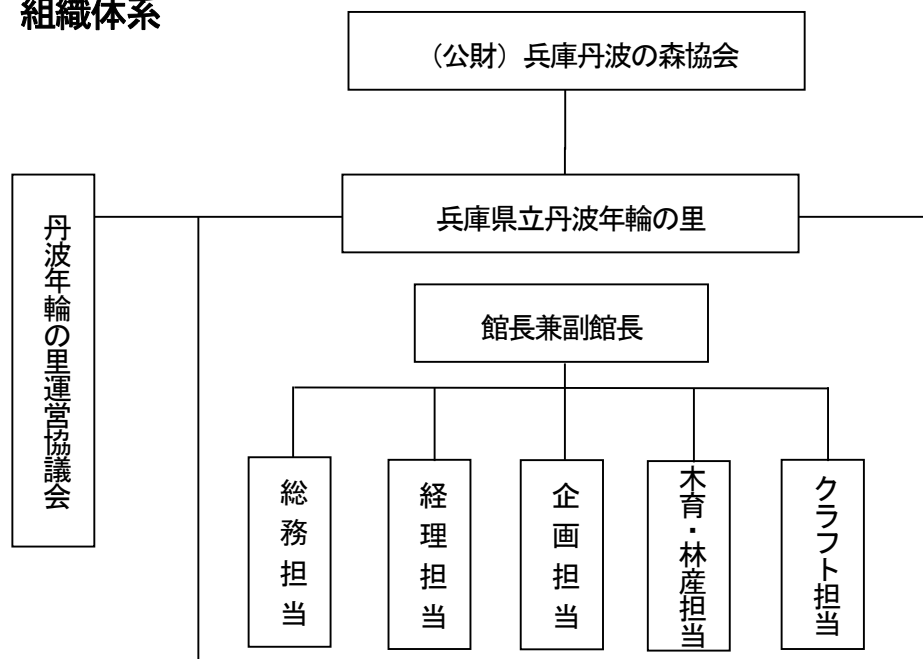 組織体系
（公財）兵庫丹波の森協会
兵庫県立丹波年輪の里
丹波年輪の里運営協議会
館長兼副館長
総務担当
経理担当
企画担当
木育・林産担当
クラフト担当